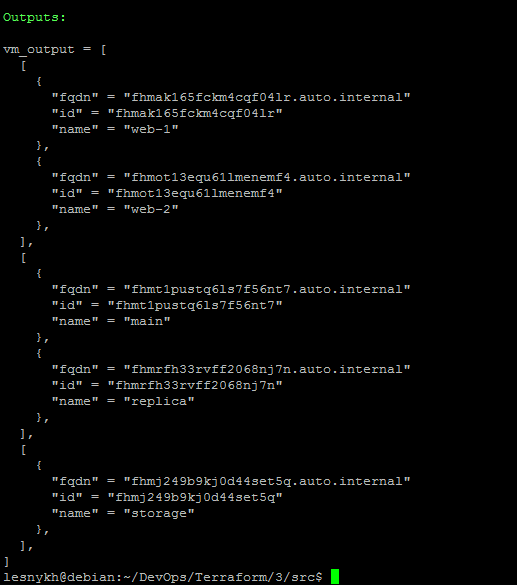 Outputs:
vm_output = [
  [
    {
      "fqdn" = "fhmak165fckm4cqf04lr.auto.internal"
      "id" = "fhmak165fckm4cqf04lr"
      "name" = "web-1"
    },
    {
      "fqdn" = "fhmot13equ61lmenemf4.auto.internal"
      "id" = "fhmot13equ61lmenemf4"
      "name" = "web-2"
    },
  ],
  [
    {
      "fqdn" = "fhmt1pustq6ls7f56nt7.auto.internal"
      "id" = "fhmt1pustq6ls7f56nt7"
      "name" = "main"
    },
    {
      "fqdn" = "fhmrfh33rvff2068nj7n.auto.internal"
      "id" = "fhmrfh33rvff2068nj7n"
      "name" = "replica"
    },
  ],
  [
    {
      "fqdn" = "fhmj249b9kj0d44set5q.auto.internal"
      "id" = "fhmj249b9kj0d44set5q"
      "name" = "storage"
    },
  ],
]
lesnykh@debian:~/DevOps/Terraform/3/src$